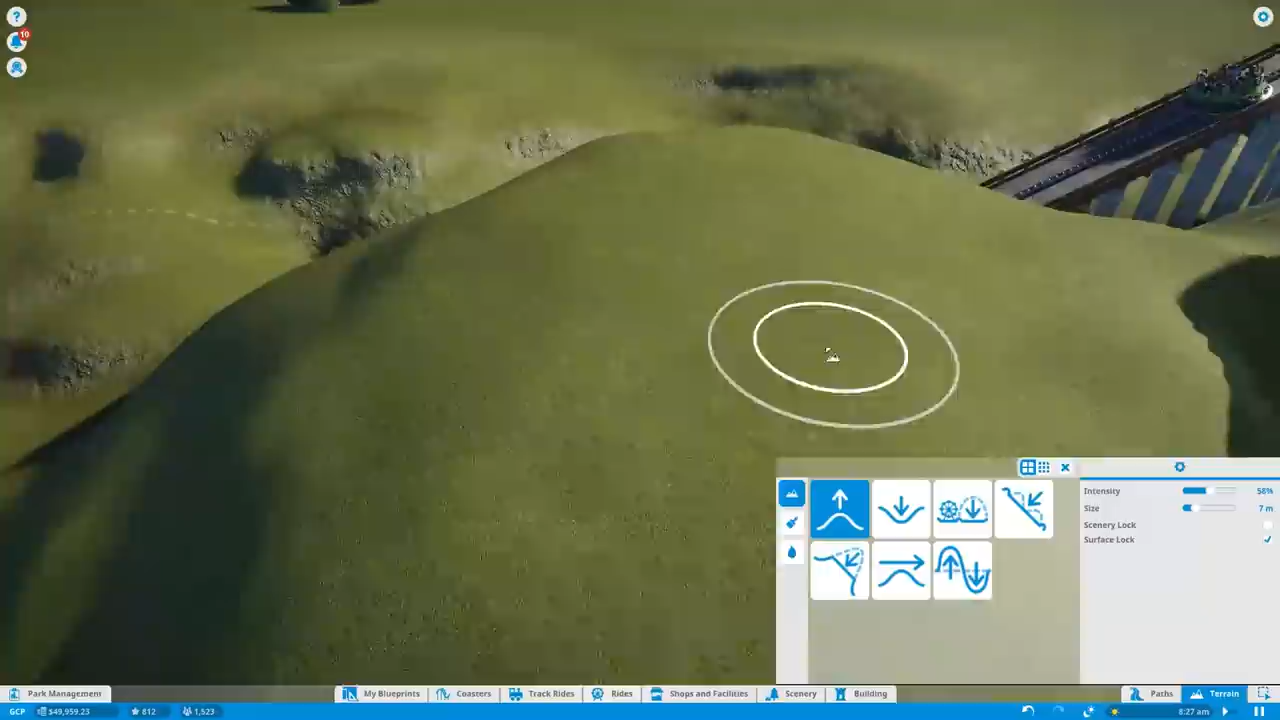 ?
10
Intensity 58%
Size 7 m
Scenery Lock
Surface Lock
Park Management My Blueprints Coasters Track Rides Rides Shops and Facilities Scenery Building Paths Terrain
GCP $49,959.23 812 1,523 8:27 am